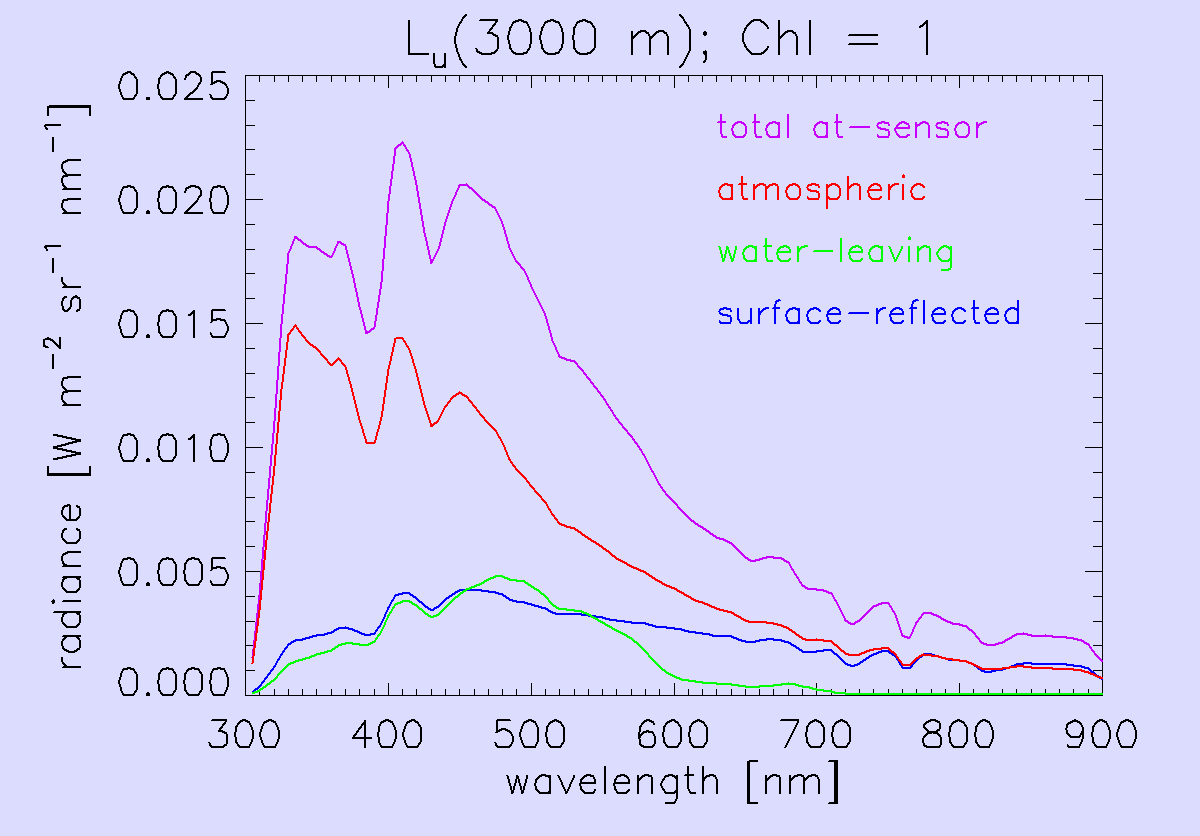 Lᵤ(3000 m); Chl = 1
0.025
0.020
0.015
0.010
0.005
0.000
radiance [W m⁻² sr⁻¹ nm⁻¹]
total at-sensor
atmospheric
water-leaving
surface-reflected
300 400 500 600 700 800 900
wavelength [nm]